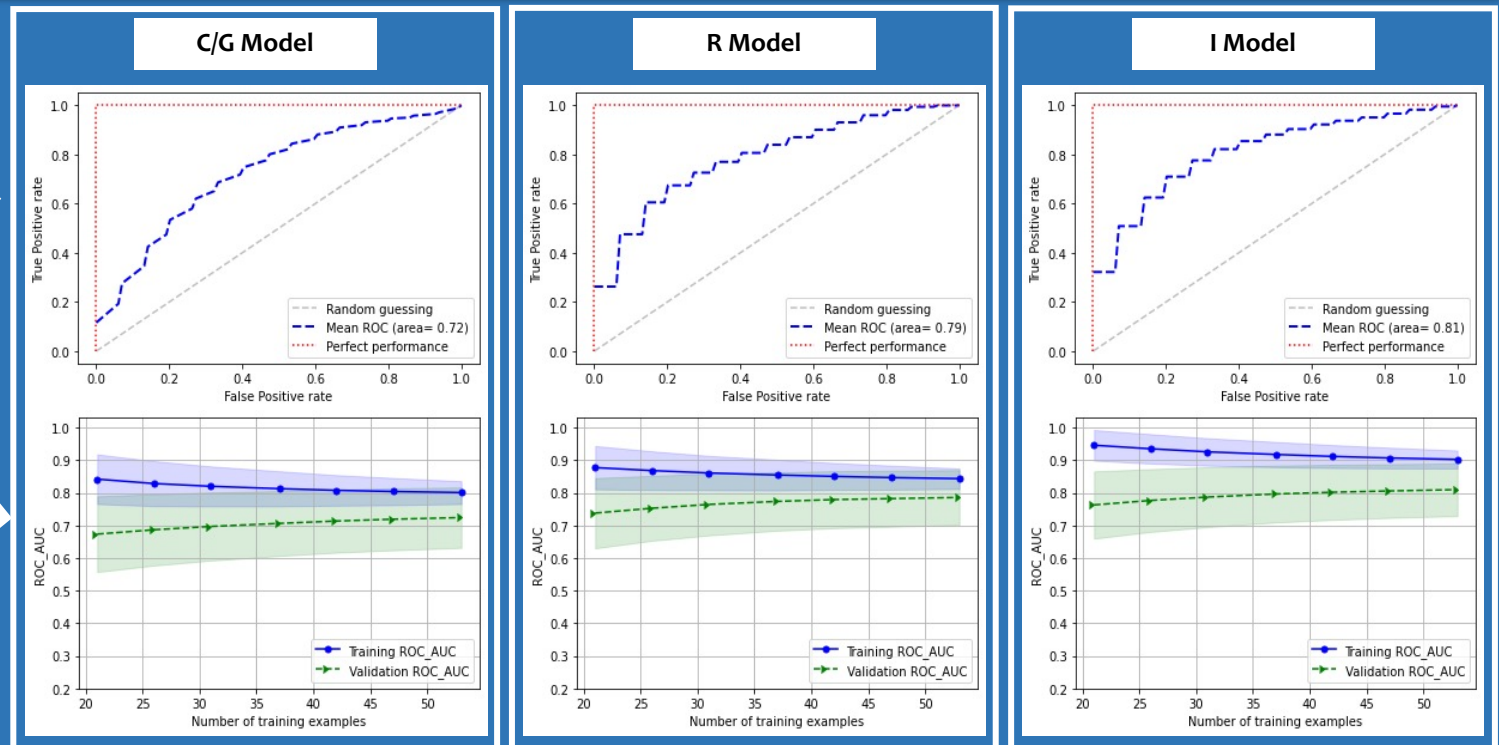 C/G Model
1.0
0.8
0.6
0.4
0.2
0.0
True Positive rate
Random guessing
Mean ROC (area= 0.72)
Perfect performance
0.0 0.2 0.4 0.6 0.8 1.0
False Positive rate
1.0
0.9
0.8
0.7
0.6
0.5
0.4
0.3
0.2
ROC_AUC
Training ROC_AUC
Validation ROC_AUC
20 25 30 35 40 45 50
Number of training examples
R Model
1.0
0.8
0.6
0.4
0.2
0.0
True Positive rate
Random guessing
Mean ROC (area= 0.79)
Perfect performance
0.0 0.2 0.4 0.6 0.8 1.0
False Positive rate
1.0
0.9
0.8
0.7
0.6
0.5
0.4
0.3
0.2
ROC_AUC
Training ROC_AUC
Validation ROC_AUC
20 25 30 35 40 45 50
Number of training examples
I Model
1.0
0.8
0.6
0.4
0.2
0.0
True Positive rate
Random guessing
Mean ROC (area= 0.81)
Perfect performance
0.0 0.2 0.4 0.6 0.8 1.0
False Positive rate
1.0
0.9
0.8
0.7
0.6
0.5
0.4
0.3
0.2
ROC_AUC
Training ROC_AUC
Validation ROC_AUC
20 25 30 35 40 45 50
Number of training examples